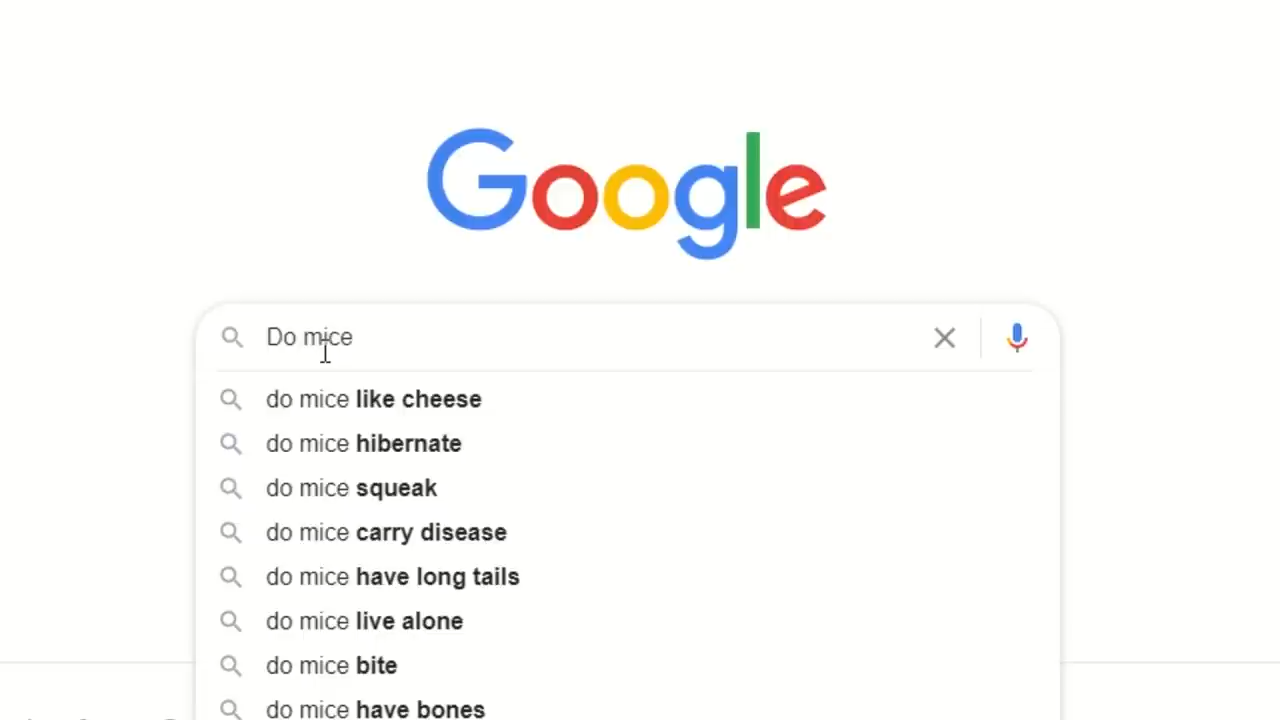 Google
Do mice
do mice like cheese
do mice hibernate
do mice squeak
do mice carry disease
do mice have long tails
do mice live alone
do mice bite
do mice have bones